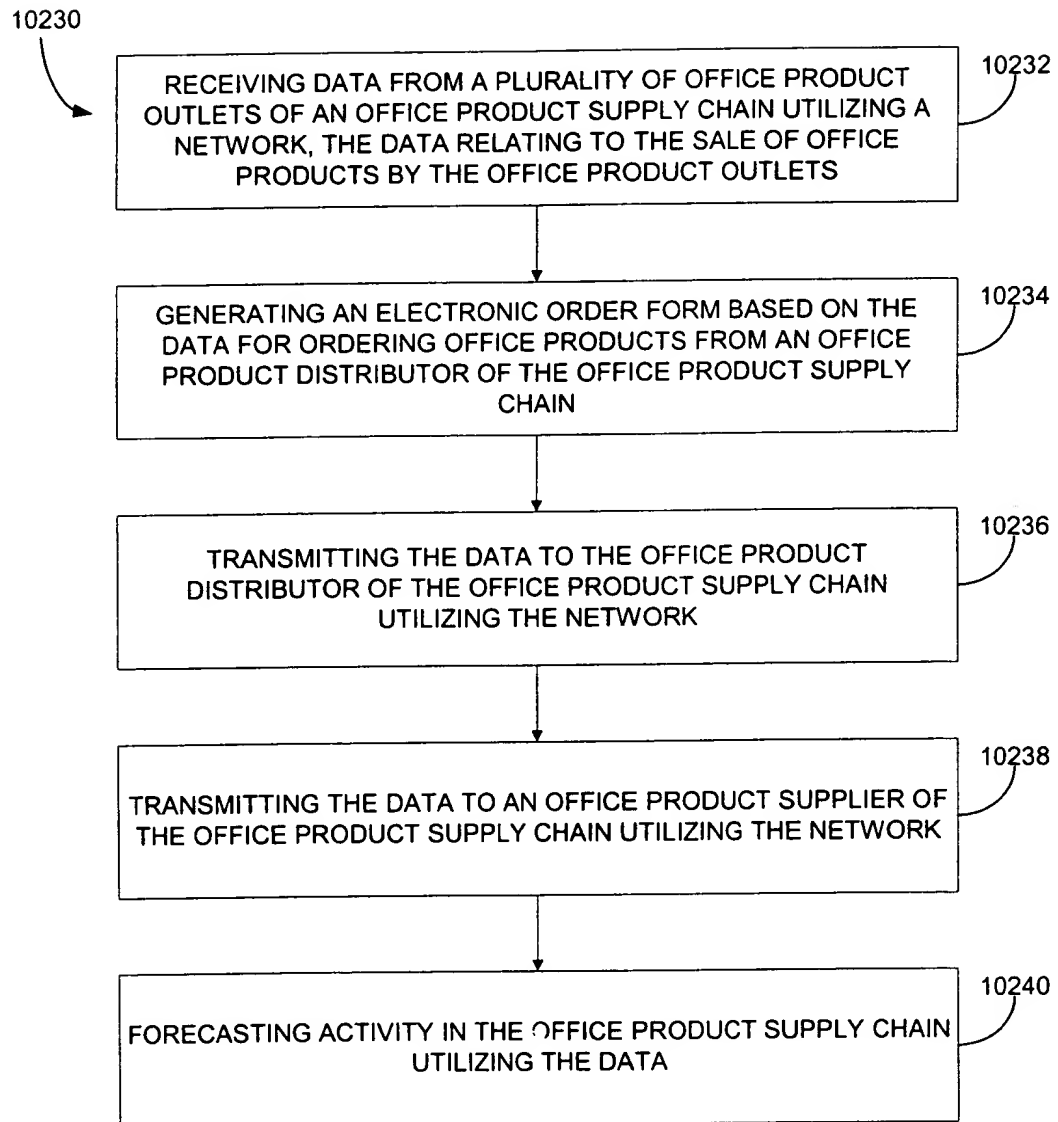 10230
10232
RECEIVING DATA FROM A PLURALITY OF OFFICE PRODUCT
OUTLETS OF AN OFFICE PRODUCT SUPPLY CHAIN UTILIZING A
NETWORK, THE DATA RELATING TO THE SALE OF OFFICE
PRODUCTS BY THE OFFICE PRODUCT OUTLETS
10234
GENERATING AN ELECTRONIC ORDER FORM BASED ON THE
DATA FOR ORDERING OFFICE PRODUCTS FROM AN OFFICE
PRODUCT DISTRIBUTOR OF THE OFFICE PRODUCT SUPPLY
CHAIN
10236
TRANSMITTING THE DATA TO THE OFFICE PRODUCT
DISTRIBUTOR OF THE OFFICE PRODUCT SUPPLY CHAIN
UTILIZING THE NETWORK
10238
TRANSMITTING THE DATA TO AN OFFICE PRODUCT SUPPLIER OF
THE OFFICE PRODUCT SUPPLY CHAIN UTILIZING THE NETWORK
10240
FORECASTING ACTIVITY IN THE OFFICE PRODUCT SUPPLY CHAIN
UTILIZING THE DATA